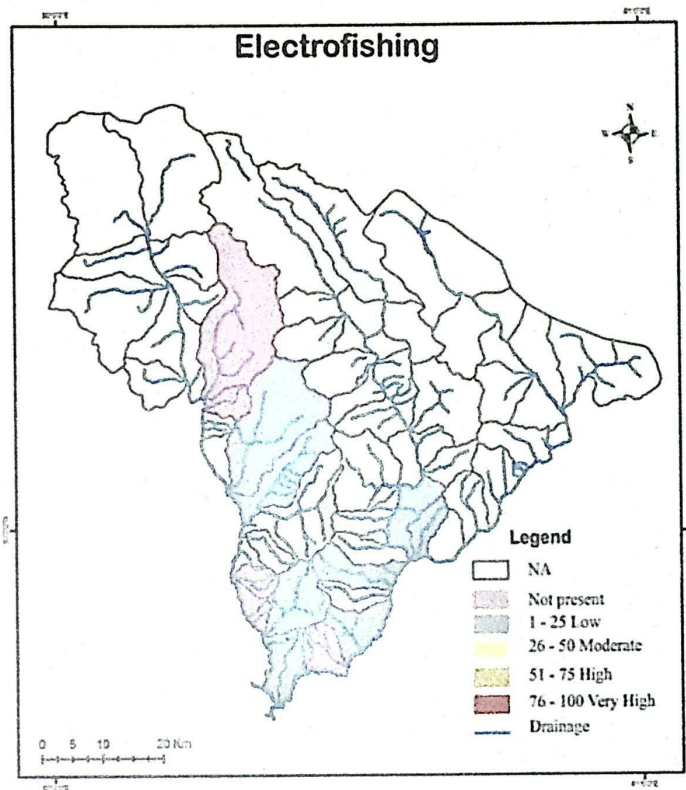 Electrofishing
N
W
E
S
Legend
NA
Not present
1 - 25 Low
26 - 50 Moderate
51 - 75 High
76 - 100 Very High
Drainage
0 5 10 20 Km